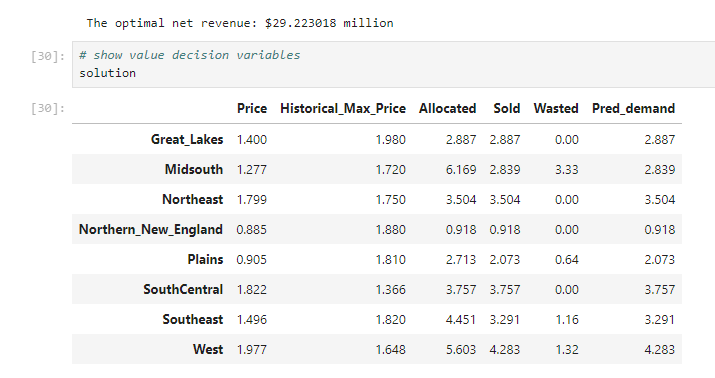 The optimal net revenue: $29.223018 million
[30]: # show value decision variables
solution
[30]:
Price Historical_Max_Price Allocated Sold Wasted Pred_demand
Great_Lakes 1.400 1.980 2.887 2.887 0.00 2.887
Midsouth 1.277 1.720 6.169 2.839 3.33 2.839
Northeast 1.799 1.750 3.504 3.504 0.00 3.504
Northern_New_England 0.885 1.880 0.918 0.918 0.00 0.918
Plains 0.905 1.810 2.713 2.073 0.64 2.073
SouthCentral 1.822 1.366 3.757 3.757 0.00 3.757
Southeast 1.496 1.820 4.451 3.291 1.16 3.291
West 1.977 1.648 5.603 4.283 1.32 4.283